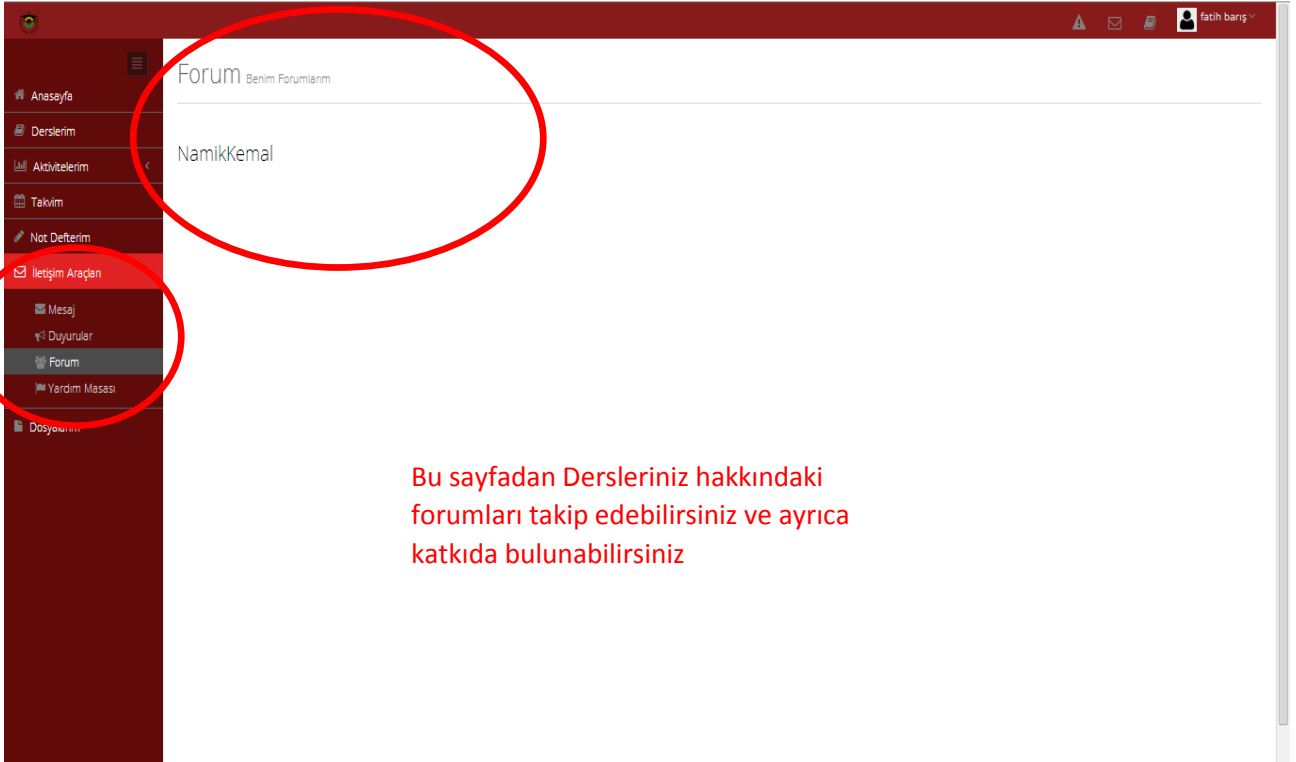 fatih barış
Forum Benim Forumlarım
Anasayfa
Derslerim
Aktivitelerim
Takvim
Not Defterim
İletişim Araçları
Mesaj
Duyurular
Forum
Yardım Masası
Dosyalarım
NamikKemal
Bu sayfadan Dersleriniz hakkındaki
forumları takip edebilirsiniz ve ayrıca
katkıda bulunabilirsiniz